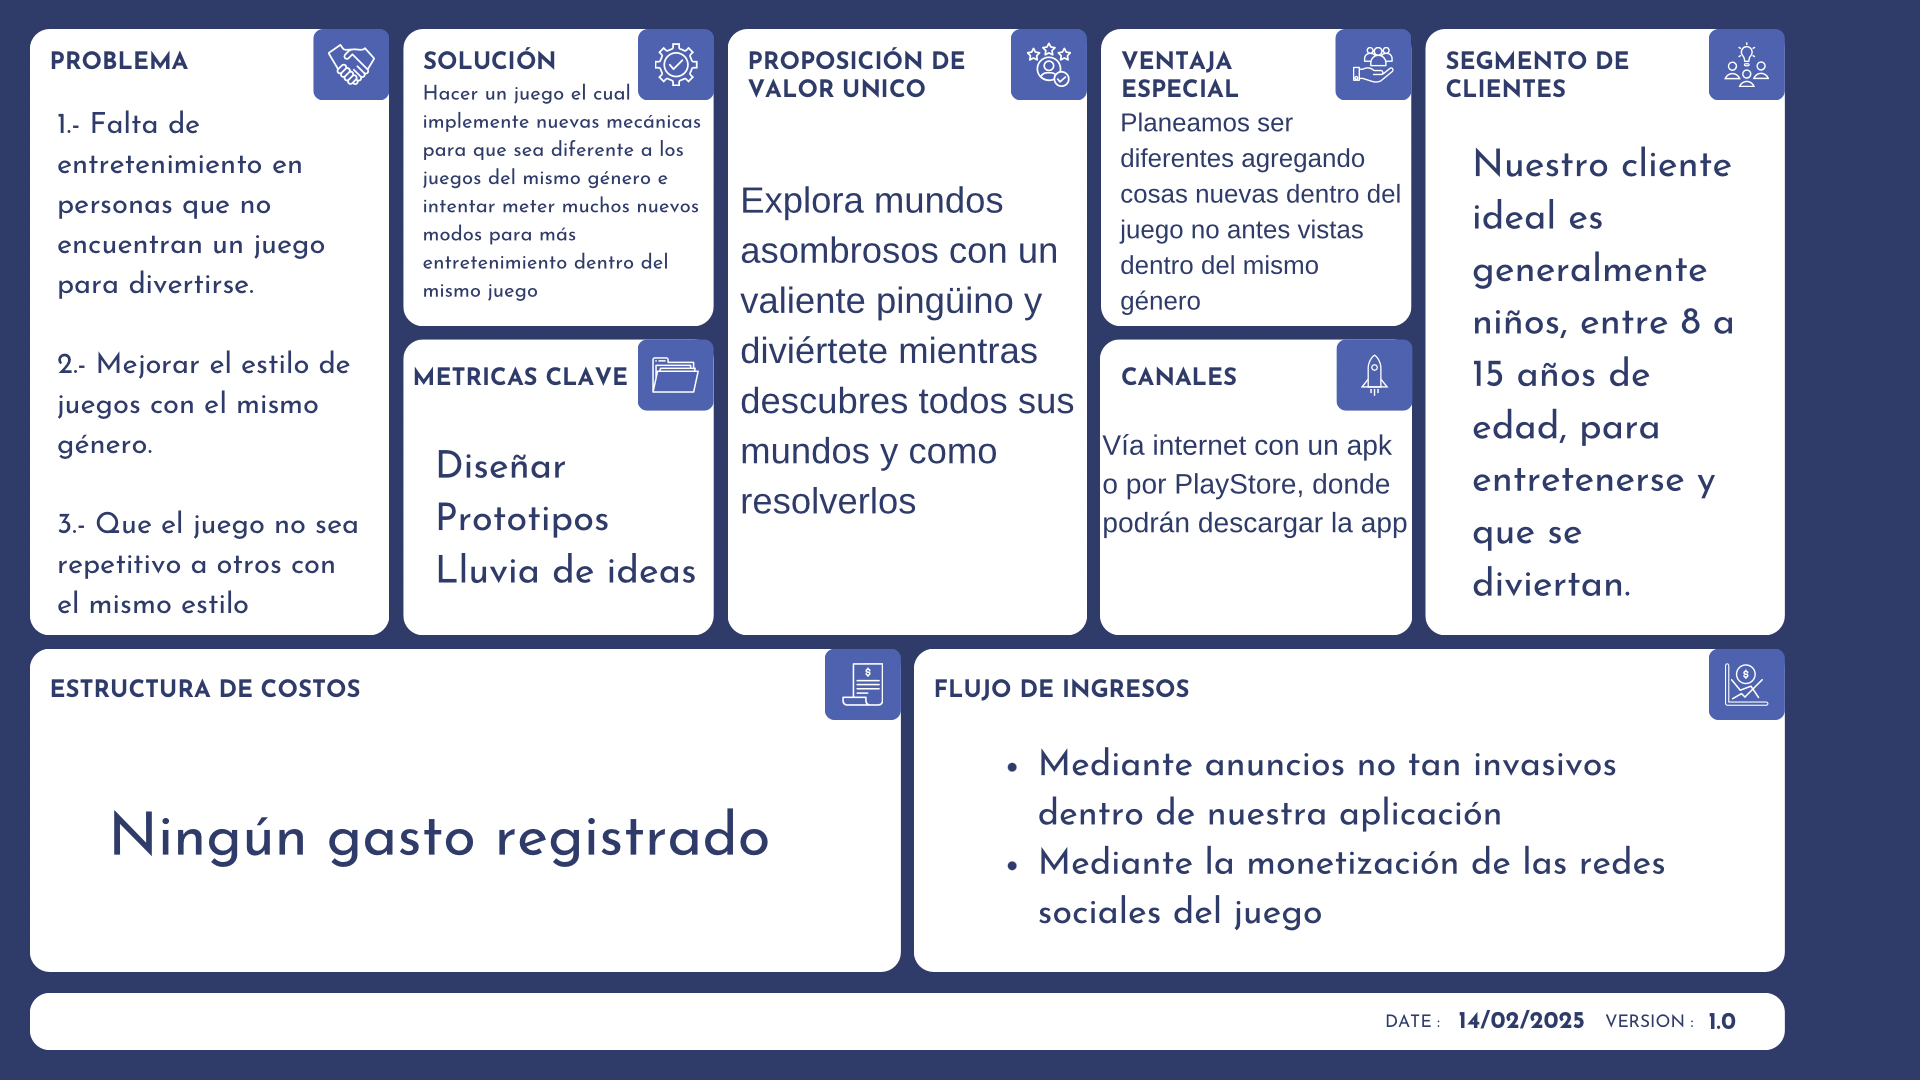 PROBLEMA
1.- Falta de
entretenimiento en
personas que no
encuentran un juego
para divertirse.
2.- Mejorar el estilo de
juegos con el mismo
género.
3.- Que el juego no sea
repetitivo a otros con
el mismo estilo
SOLUCIÓN
Hacer un juego el cual
implemente nuevas mecánicas
para que sea diferente a los
juegos del mismo género e
intentar meter muchos nuevos
modos para más
entretenimiento dentro del
mismo juego
METRICAS CLAVE
Diseñar
Prototipos
Lluvia de ideas
PROPOSICIÓN DE
VALOR UNICO
Explora mundos
asombrosos con un
valiente pingüino y
diviértete mientras
descubres todos sus
mundos y como
resolverlos
VENTAJA
ESPECIAL
Planeamos ser
diferentes agregando
cosas nuevas dentro del
juego no antes vistas
dentro del mismo
género
CANALES
Vía internet con un apk
o por PlayStore, donde
podrán descargar la app
SEGMENTO DE
CLIENTES
Nuestro cliente
ideal es
generalmente
niños, entre 8 a
15 años de
edad, para
entretenerse y
que se
diviertan.
ESTRUCTURA DE COSTOS
Ningún gasto registrado
FLUJO DE INGRESOS
• Mediante anuncios no tan invasivos
dentro de nuestra aplicación
• Mediante la monetización de las redes
sociales del juego
DATE : 14/02/2025 VERSION : 1.0